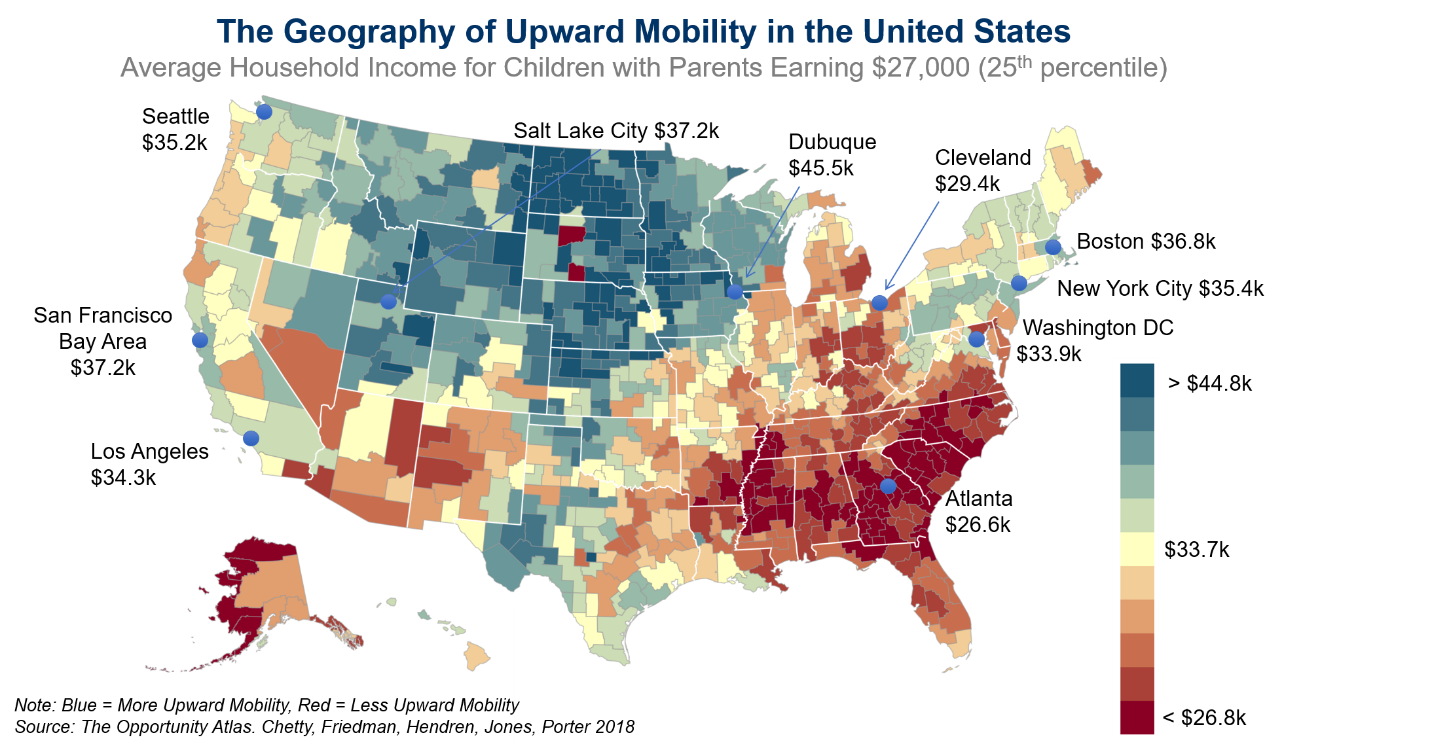 The Geography of Upward Mobility in the United States
Average Household Income for Children with Parents Earning $27,000 (25th percentile)
Seattle
$35.2k
Salt Lake City $37.2k
Dubuque
$45.5k
Cleveland
$29.4k
Boston $36.8k
New York City $35.4k
Washington DC
$33.9k
San Francisco
Bay Area
$37.2k
Los Angeles
$34.3k
Atlanta
$26.6k
> $44.8k
$33.7k
< $26.8k
Note: Blue = More Upward Mobility, Red = Less Upward Mobility
Source: The Opportunity Atlas. Chetty, Friedman, Hendren, Jones, Porter 2018